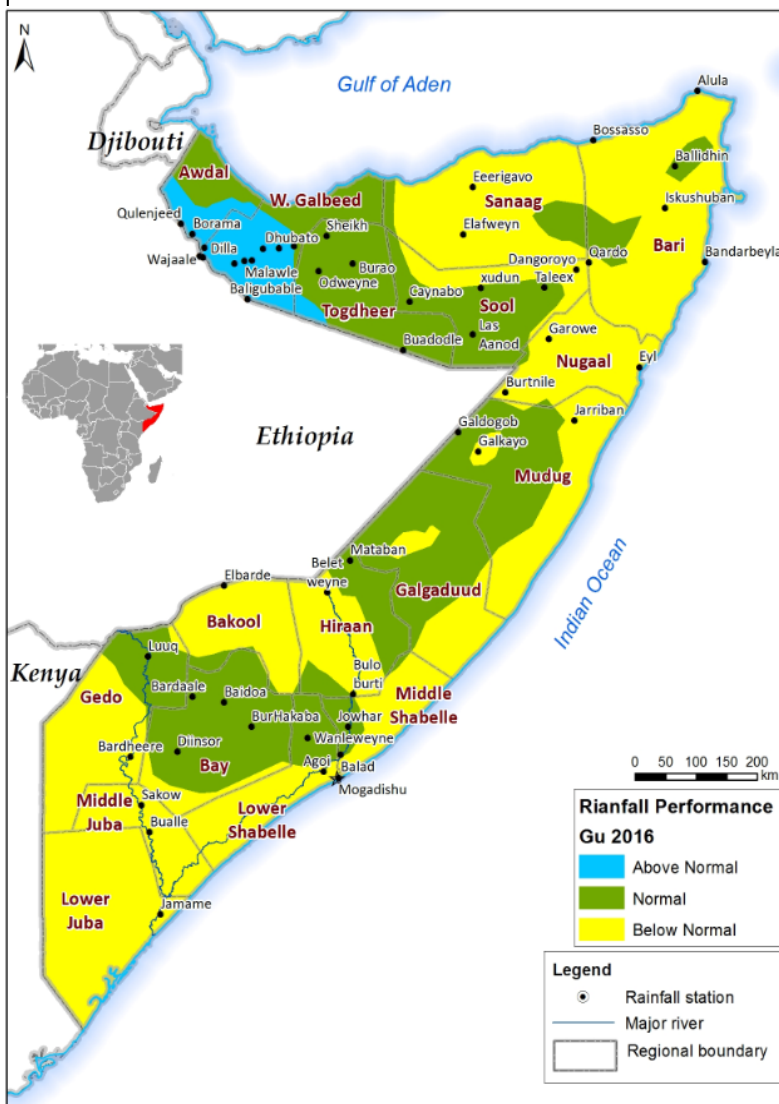 N
Gulf of Aden
Alula
Bossasso
Djibouti
Ballidhin
Awdal
Eeerigavo
W. Galbeed
Sanaag
Iskushuban
Qulenjeed
Borama
Sheikh
Elafweyn
Dilla
Dhubato
Bari
Wajaale
Malawle
Burao
Dangoroyo
Qardo
Bandarbeyla
Odweyne
xudun
Taleex
Baligubable
Caynabo
Togdheer
Sool
Las
Aanod
Garowe
Buadodle
Nugaal
Eyl
Burtnile
Jarriban
Galdogob
Galkayo
Ethiopia
Mudug
Indian Ocean
Mataban
Belet
weyne
Elbarde
Galgaduud
Bakool
Hiraan
Kenya
Luuq
Gedo
Bardaale
Baidoa
Bulo
burti
Middle
Shabelle
BurHakaba
Jowhar
Bardheere
Diinsor
Wanleweyne
Bay
Agoi
Balad
Mogadishu
Middle
Juba
Sakow
Lower
Shabelle
Bualle
Lower
Juba
Jamame
0 50 100 150 200
km
Rianfall Performance
Gu 2016
Above Normal
Normal
Below Normal
Legend
Rainfall station
Major river
Regional boundary